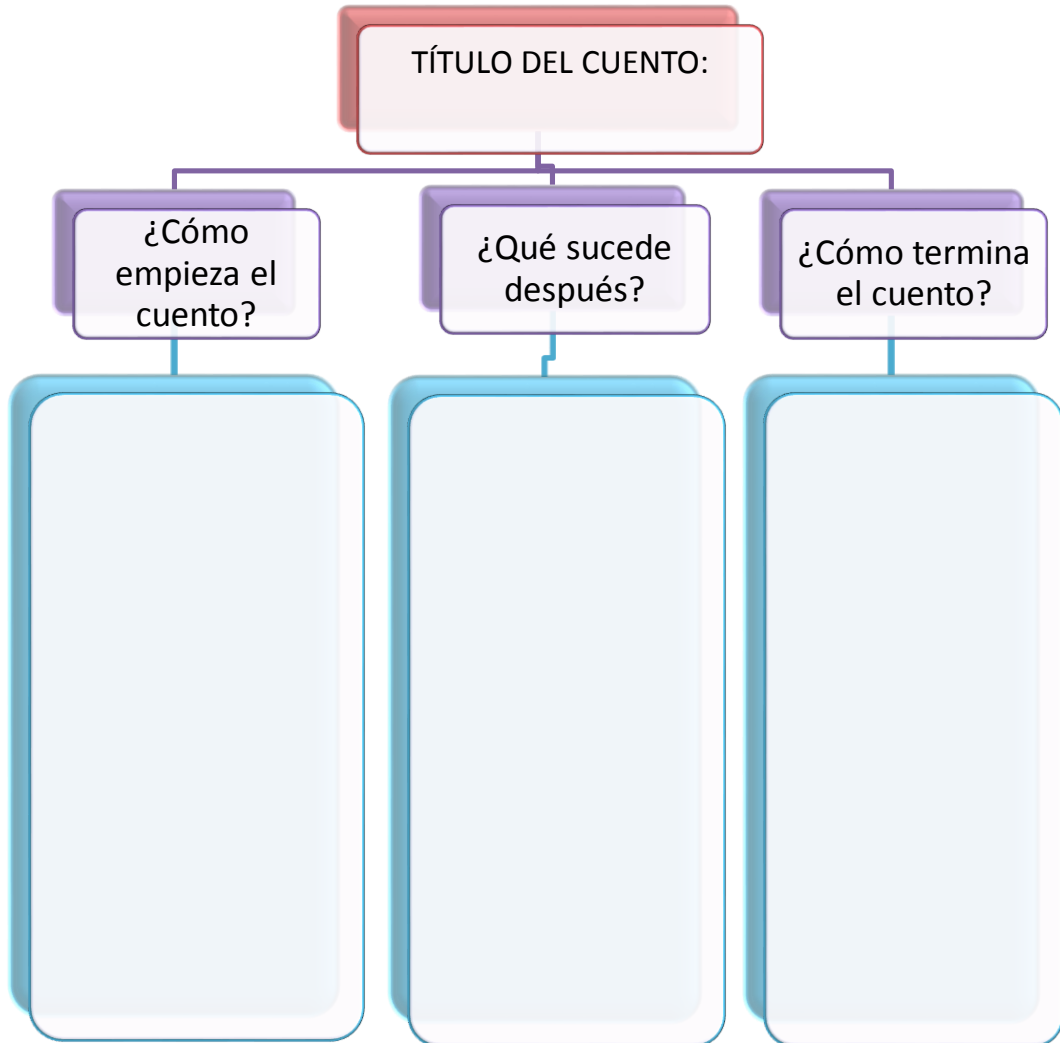 TÍTULO DEL CUENTO:
¿Cómo
empieza el
cuento?
¿Qué sucede
después?
¿Cómo termina
el cuento?